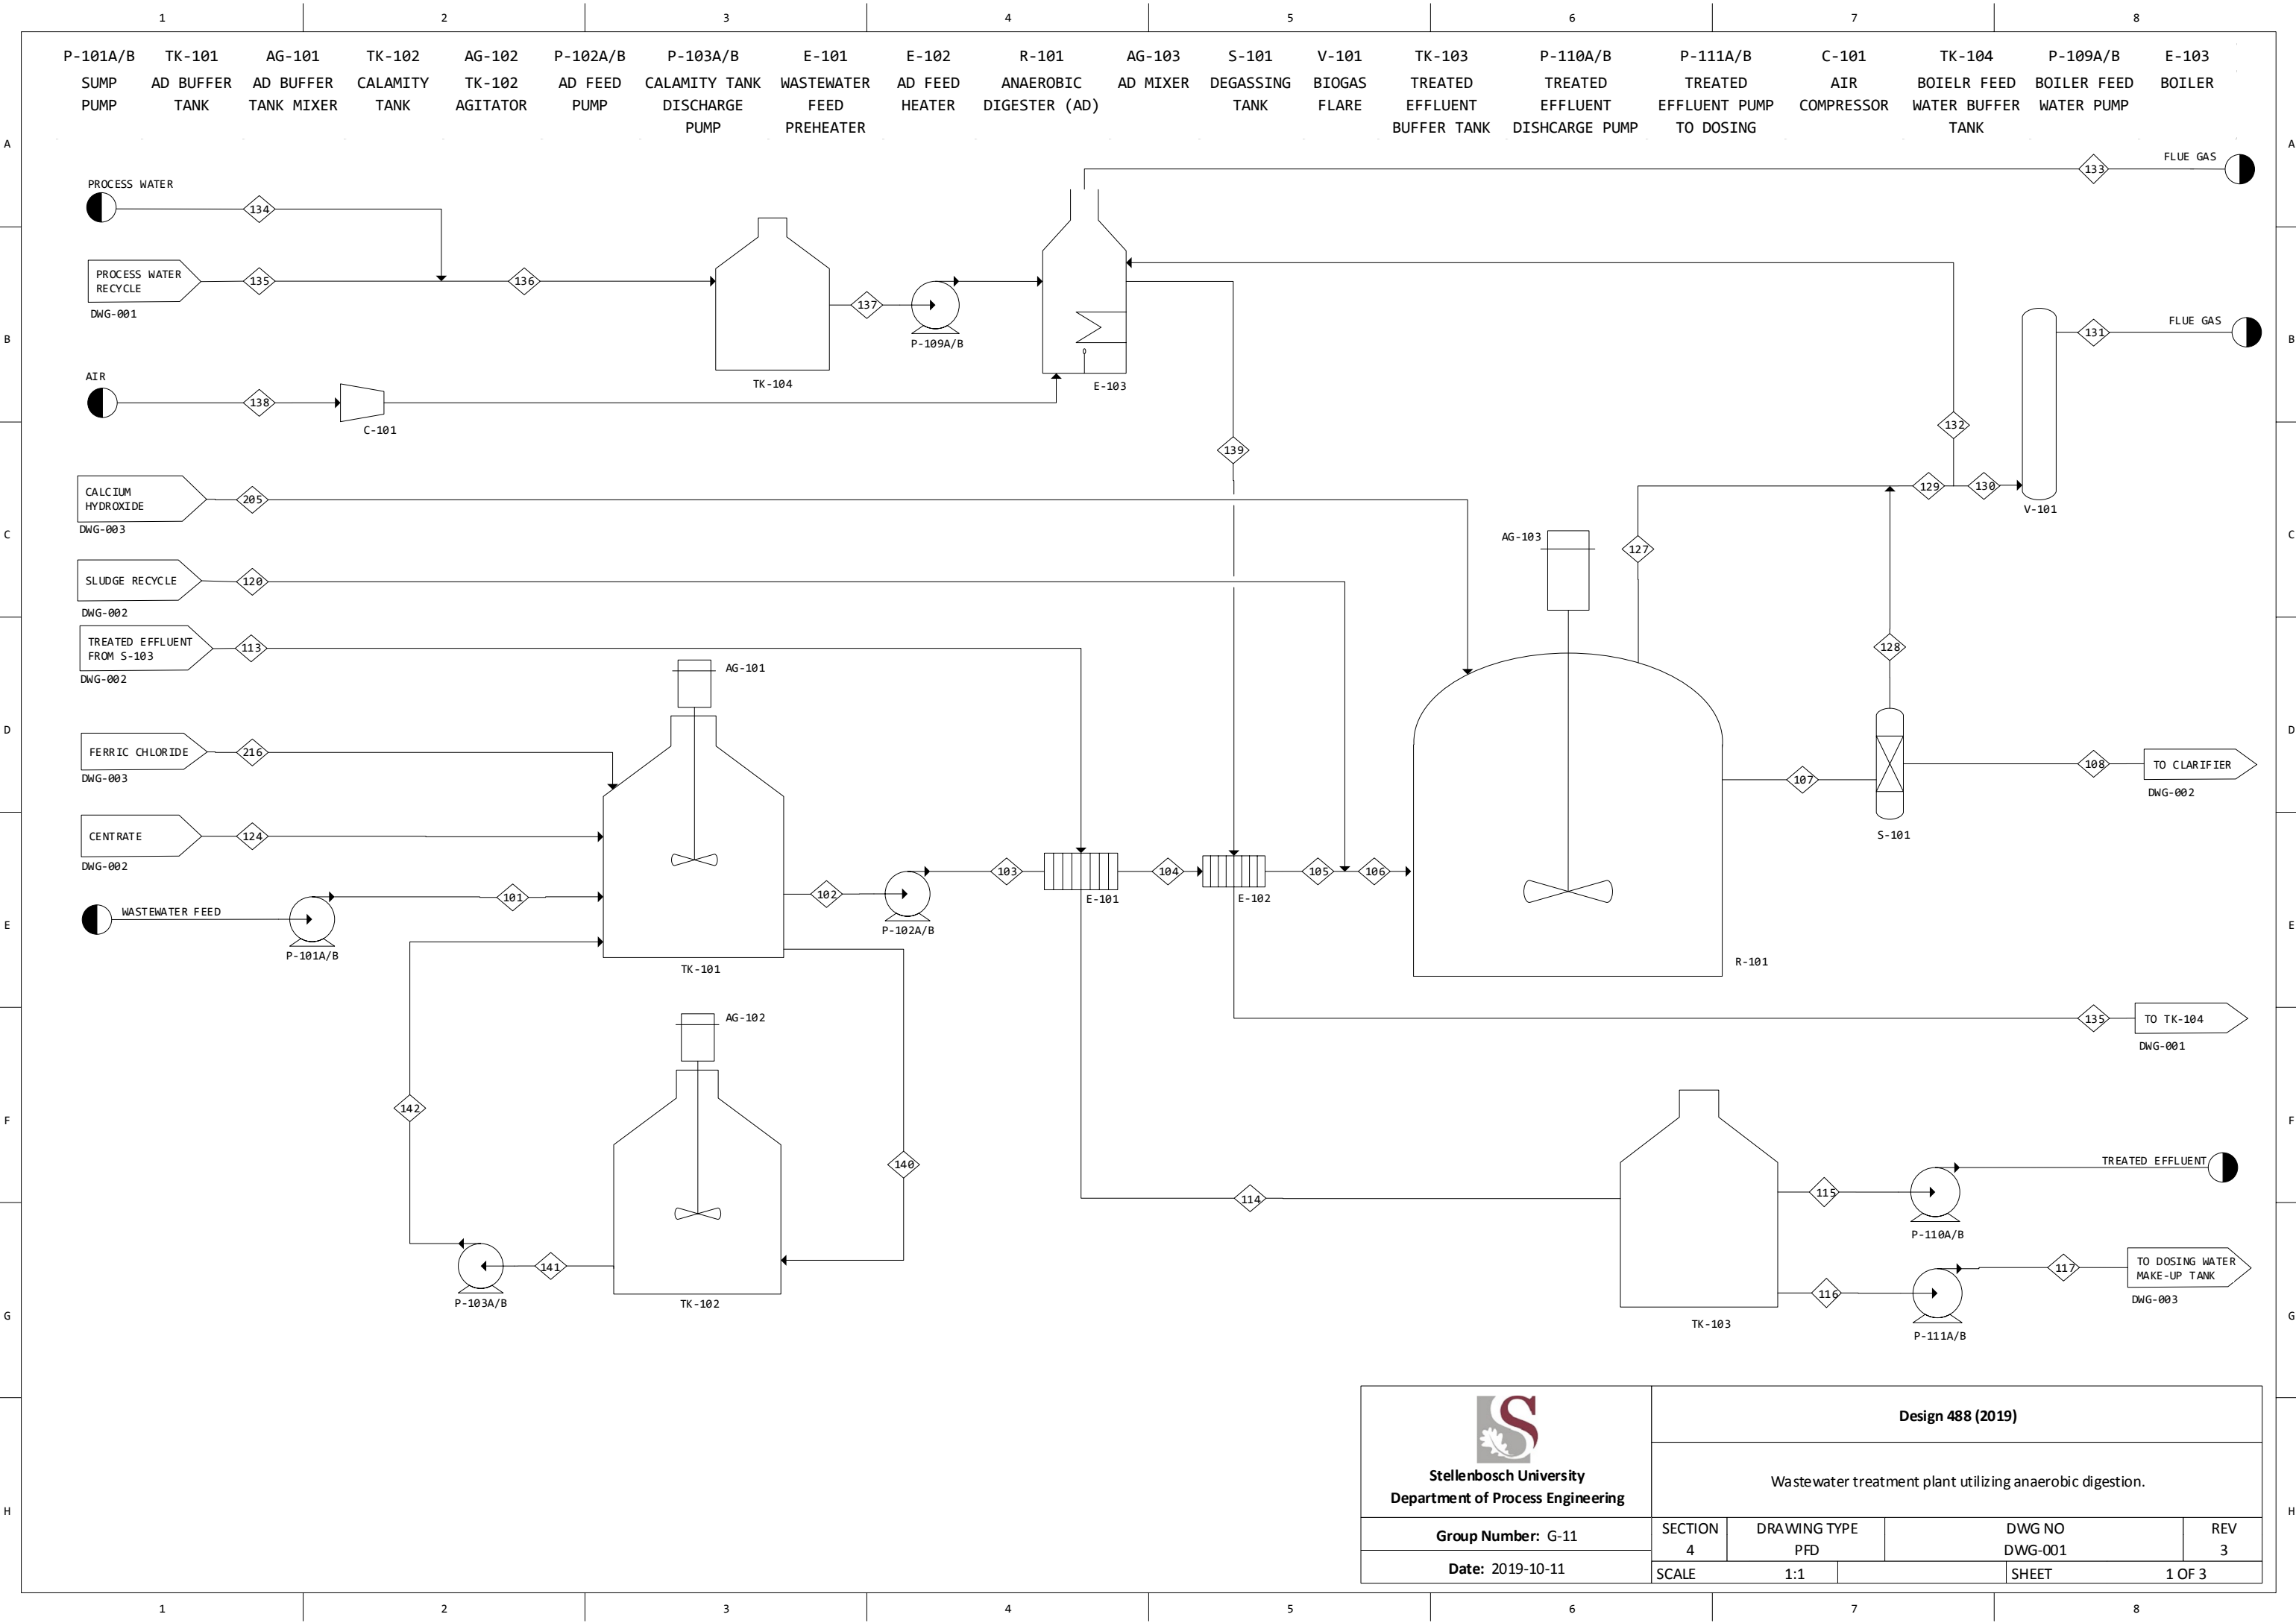 1 2 3 4 5 6 7 8
P-101A/B TK-101 AG-101 TK-102 AG-102 P-102A/B P-103A/B E-101 E-102 R-101 AG-103 S-101 V-101 TK-103 P-110A/B P-111A/B C-101 TK-104 P-109A/B E-103
SUMP AD BUFFER AD BUFFER CALAMITY TK-102 AD FEED CALAMITY TANK WASTEWATER AD FEED ANAEROBIC AD MIXER DEGASSING BIOGAS TREATED TREATED TREATED AIR BOIELR FEED BOILER FEED BOILER
PUMP TANK TANK MIXER TANK AGITATOR PUMP DISCHARGE FEED HEATER DIGESTER (AD) TANK FLARE EFFLUENT EFFLUENT EFFLUENT PUMP COMPRESSOR WATER BUFFER WATER PUMP
PUMP PREHEATER BUFFER TANK DISHCARGE PUMP TO DOSING TANK
A A
FLUE GAS
133
PROCESS WATER
134
PROCESS WATER
RECYCLE
135
136
DWG-001
137
P-109A/B
TK-104
E-103
FLUE GAS
131
B B
AIR
138
C-101
132
139
129
130
V-101
CALCIUM
HYDROXIDE
205
DWG-003
C C
AG-103
127
SLUDGE RECYCLE
120
DWG-002
TREATED EFFLUENT
FROM S-103
113
DWG-002
AG-101
128
D D
FERRIC CHLORIDE
216
DWG-003
107
108
TO CLARIFIER
DWG-002
S-101
CENTRATE
124
DWG-002
103
104
105
106
E-101
E-102
WASTEWATER FEED
101
102
P-101A/B
P-102A/B
E E
TK-101
R-101
AG-102
135
TO TK-104
DWG-001
142
F F
140
TREATED EFFLUENT
114
115
P-110A/B
141
P-103A/B
TK-102
117
TO DOSING WATER
MAKE-UP TANK
DWG-003
116
P-111A/B
TK-103
G G
Stellenbosch University
Department of Process Engineering
Group Number: G-11
Date: 2019-10-11
Design 488 (2019)
Wastewater treatment plant utilizing anaerobic digestion.
SECTION DRAWING TYPE DWG NO REV
4 PFD DWG-001 3
SCALE 1:1 SHEET 1 OF 3
H H
1 2 3 4 5 6 7 8